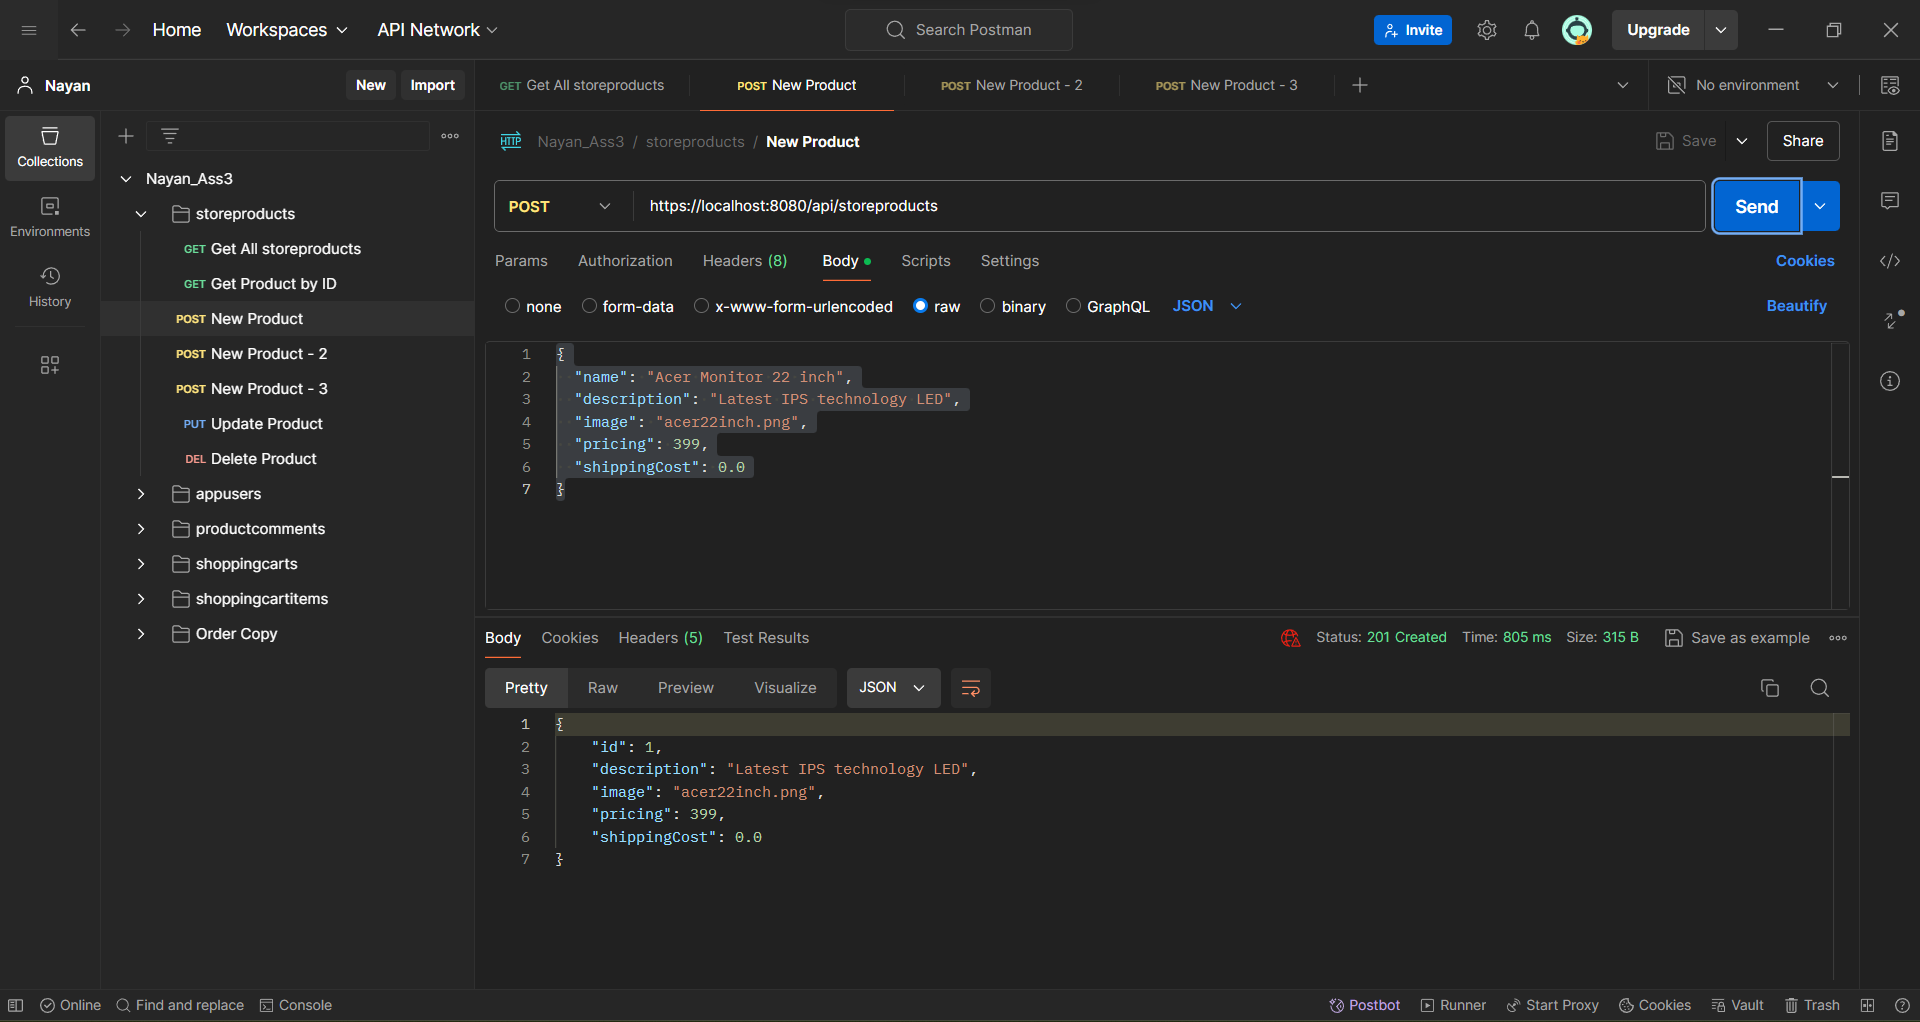 Home Workspaces API Network Search Postman Invite Upgrade
Nayan New Import
GET Get All storeproducts POST New Product POST New Product - 2 POST New Product - 3 No environment
Collections
Environments
History
Nayan_Ass3
storeproducts
GET Get All storeproducts
GET Get Product by ID
POST New Product
POST New Product - 2
POST New Product - 3
PUT Update Product
DEL Delete Product
appusers
productcomments
shoppingcarts
shoppingcartitems
Order Copy
HTTP Nayan_Ass3 / storeproducts / New Product Save Share
POST https://localhost:8080/api/storeproducts Send
Params Authorization Headers (8) Body Scripts Settings Cookies
none form-data x-www-form-urlencoded raw binary GraphQL JSON Beautify
1 {
2 "name": "Acer Monitor 22 inch",
3 "description": "Latest IPS technology LED",
4 "image": "acer22inch.png",
5 "pricing": 399,
6 "shippingCost": 0.0
7 }
Body Cookies Headers (5) Test Results Status: 201 Created Time: 805 ms Size: 315 B Save as example
Pretty Raw Preview Visualize JSON
1 {
2 "id": 1,
3 "description": "Latest IPS technology LED",
4 "image": "acer22inch.png",
5 "pricing": 399,
6 "shippingCost": 0.0
7 }
Online Find and replace Console Postbot Runner Start Proxy Cookies Vault Trash